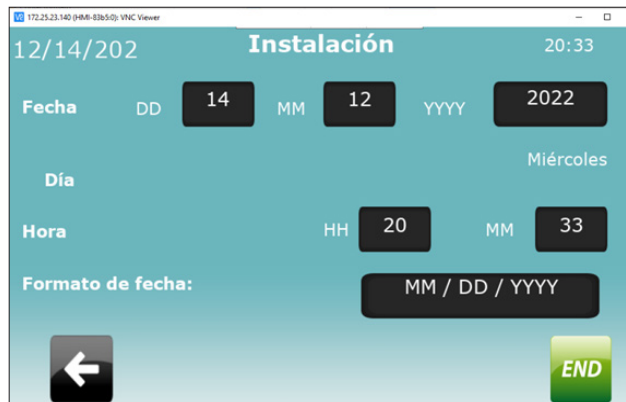 172.25.23.140 (HMI-83b5:0): VNC Viewer
12/14/202 Instalación 20:33
Fecha DD 14 MM 12 YYYY 2022
Miércoles
Día
Hora HH 20 MM 33
Formato de fecha: MM / DD / YYYY
END